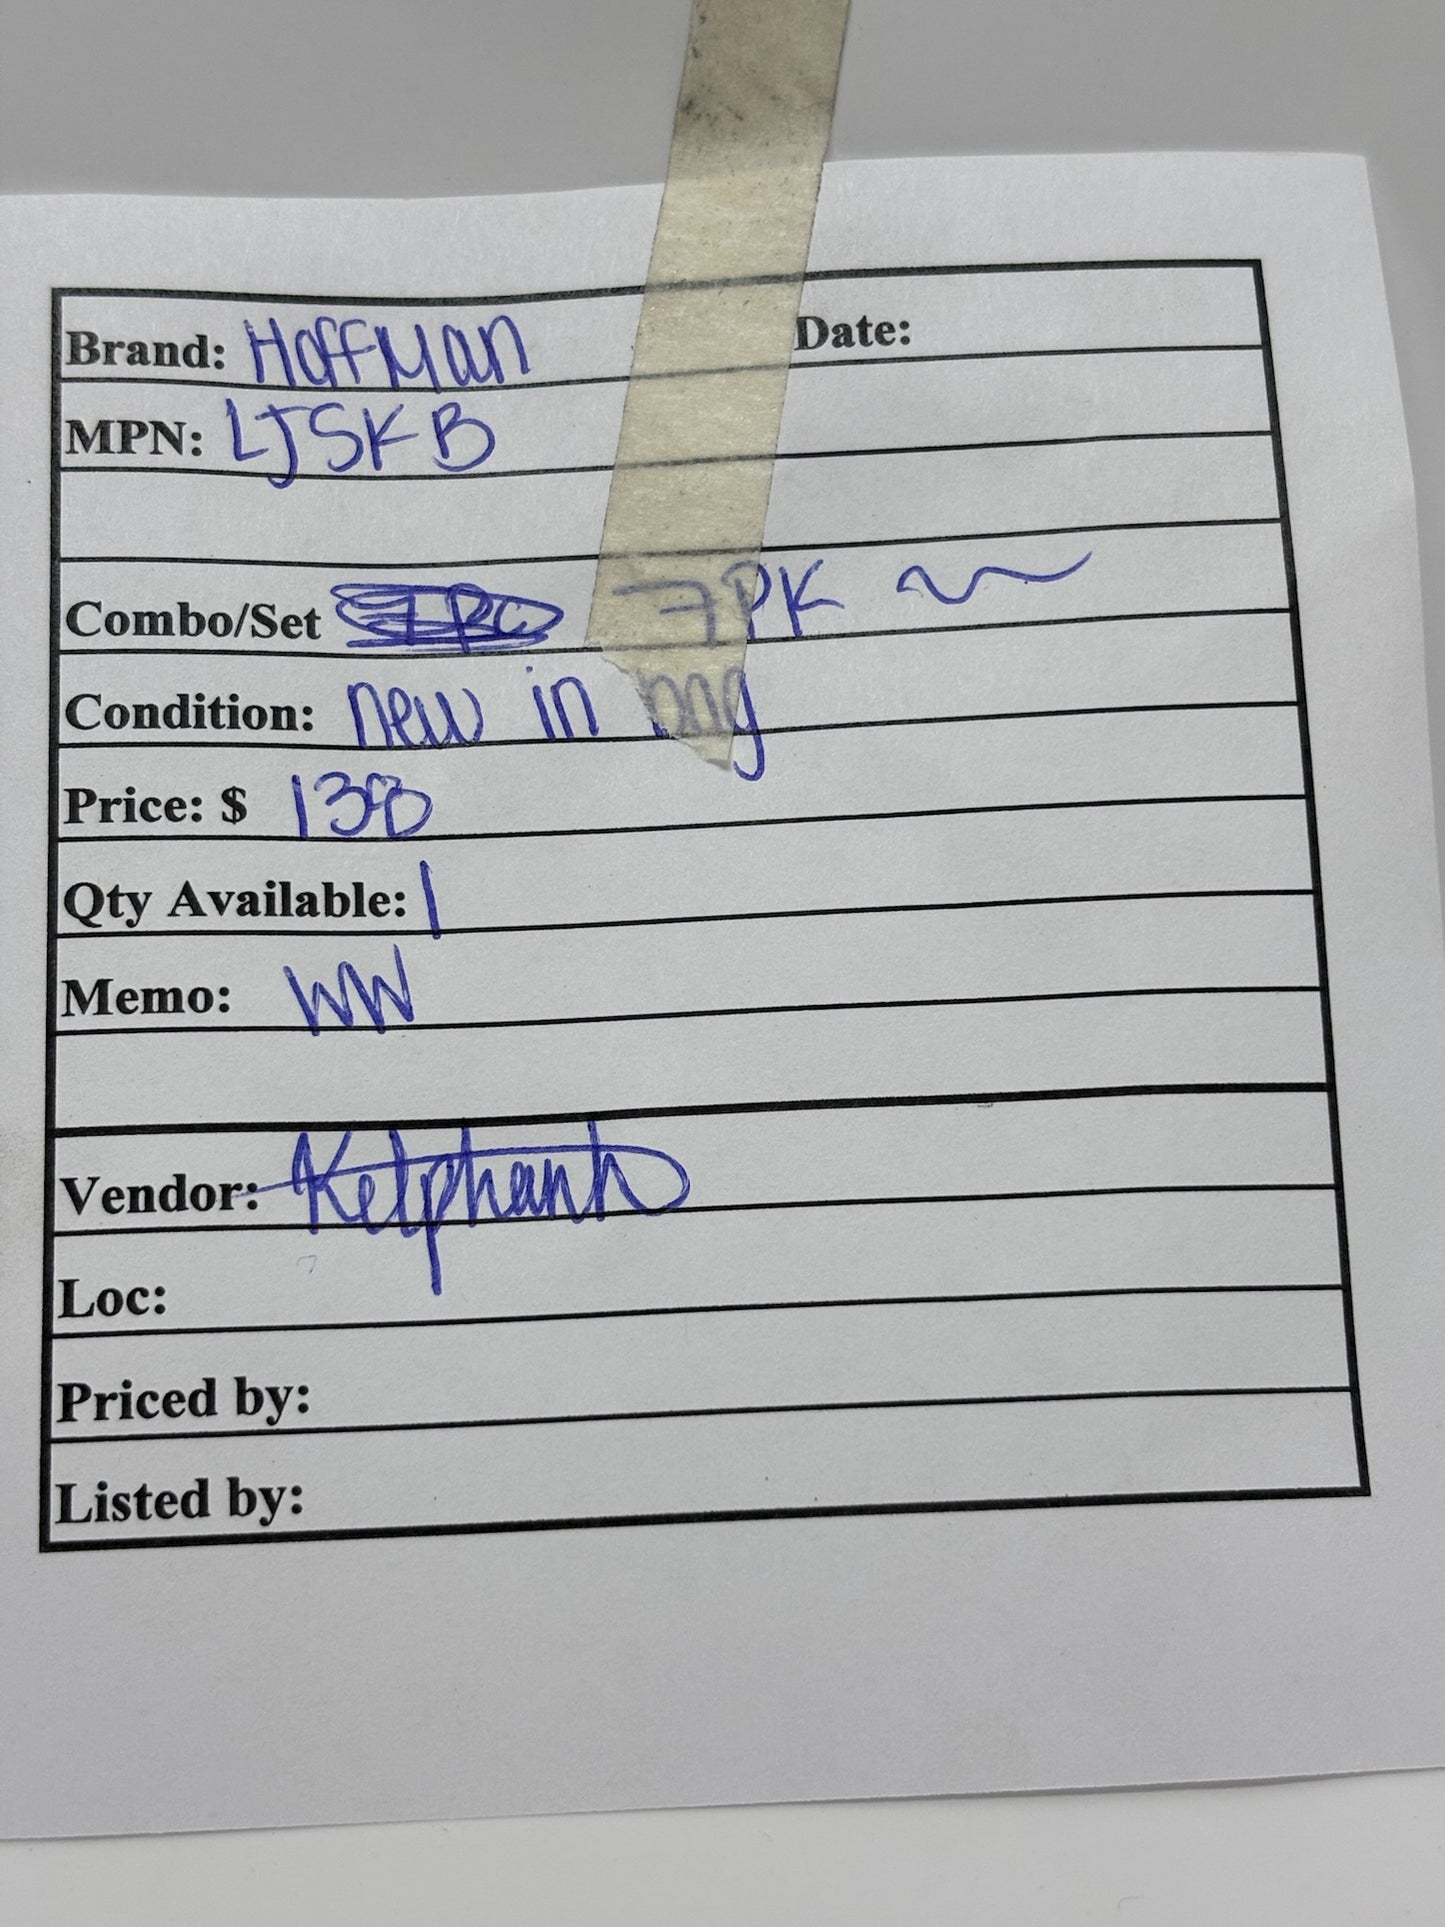 Brand: HoffMan Date:
MPN: LJSKB
Combo/Set 7PK
Condition: new in bag
Price: $ 138
Qty Available: 1
Memo: WW
Vendor:
Loc:
Priced by:
Listed by: